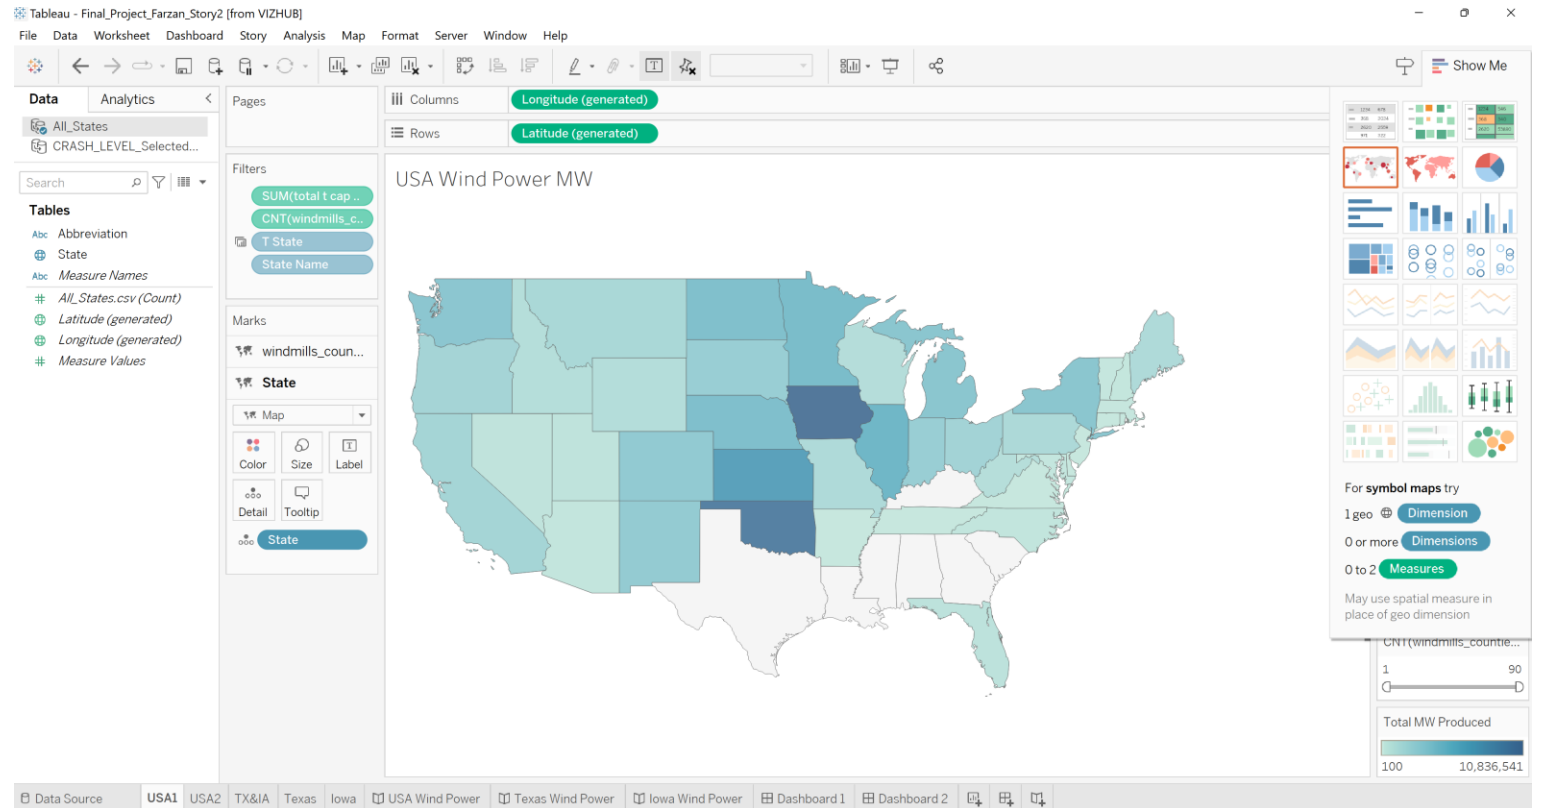 Tableau - Final_Project_Farzan_Story2 [from VIZHUB]
File Data Worksheet Dashboard Story Analysis Map Format Server Window Help
Show Me
Data Analytics
All_States
CRASH_LEVEL_Selected...
Search
Tables
Abc Abbreviation
State
Abc Measure Names
All_States.csv (Count)
Latitude (generated)
Longitude (generated)
Measure Values
Pages
Filters
SUM(total t cap ..
CNT(windmills_c..
T State
State Name
Marks
windmills_coun...
State
Map
Color Size Label
Detail Tooltip
State
Columns Longitude (generated)
Rows Latitude (generated)
USA Wind Power MW
For symbol maps try
1 geo Dimension
0 or more Dimensions
0 to 2 Measures
May use spatial measure in
place of geo dimension
CNT(windmills_countie...
1 90
Total MW Produced
100 10,836,541
Data Source USA1 USA2 TX&IA Texas Iowa USA Wind Power Texas Wind Power Iowa Wind Power Dashboard 1 Dashboard 2